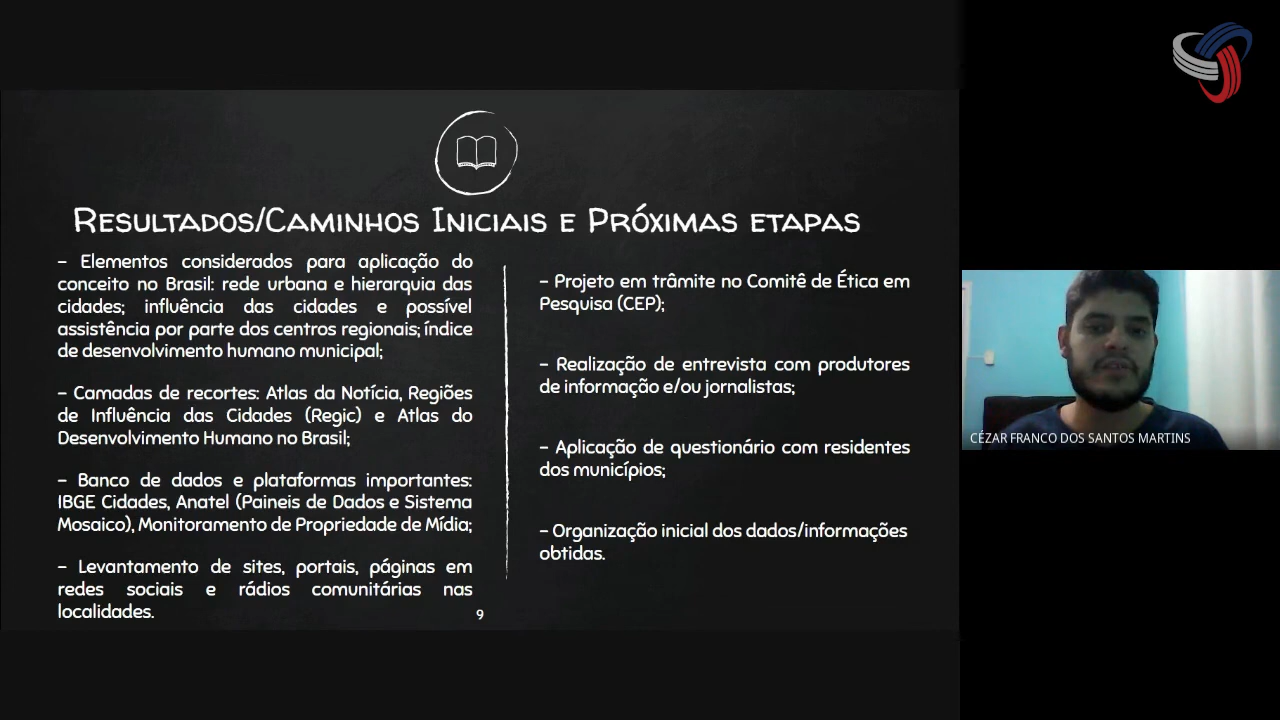 Resultados/Caminhos Iniciais e Próximas etapas
– Elementos considerados para aplicação do
conceito no Brasil: rede urbana e hierarquia das
cidades; influência das cidades e possível
assistência por parte dos centros regionais; índice
de desenvolvimento humano municipal;
– Camadas de recortes: Atlas da Notícia, Regiões
de Influência das Cidades (Regic) e Atlas do
Desenvolvimento Humano no Brasil;
– Banco de dados e plataformas importantes:
IBGE Cidades, Anatel (Paineis de Dados e Sistema
Mosaico), Monitoramento de Propriedade de Mídia;
– Levantamento de sites, portais, páginas em
redes sociais e rádios comunitárias nas
localidades.
– Projeto em trâmite no Comitê de Ética em
Pesquisa (CEP);
– Realização de entrevista com produtores
de informação e/ou jornalistas;
– Aplicação de questionário com residentes
dos municípios;
– Organização inicial dos dados/informações
obtidas.
9
CÉZAR FRANCO DOS SANTOS MARTINS